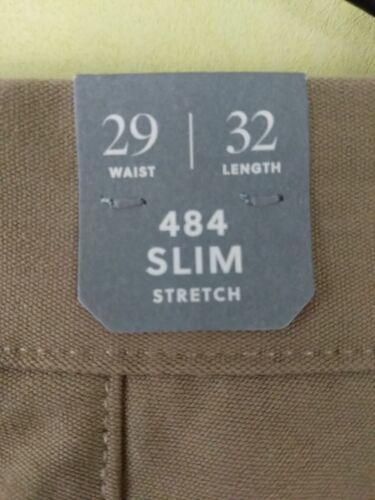 29 | 32
WAIST LENGTH
484
SLIM
STRETCH